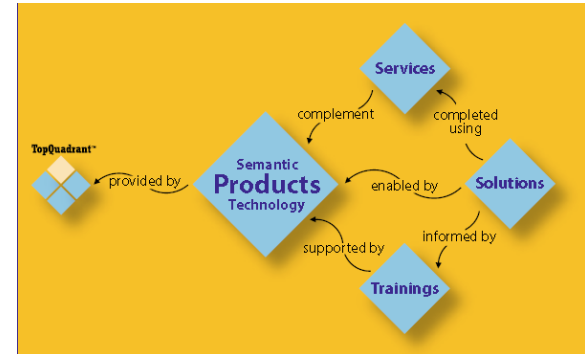 Services
complement
completed
using
TopQuadrant™
provided by
Semantic
Products
Technology
enabled by
Solutions
informed by
supported by
Trainings